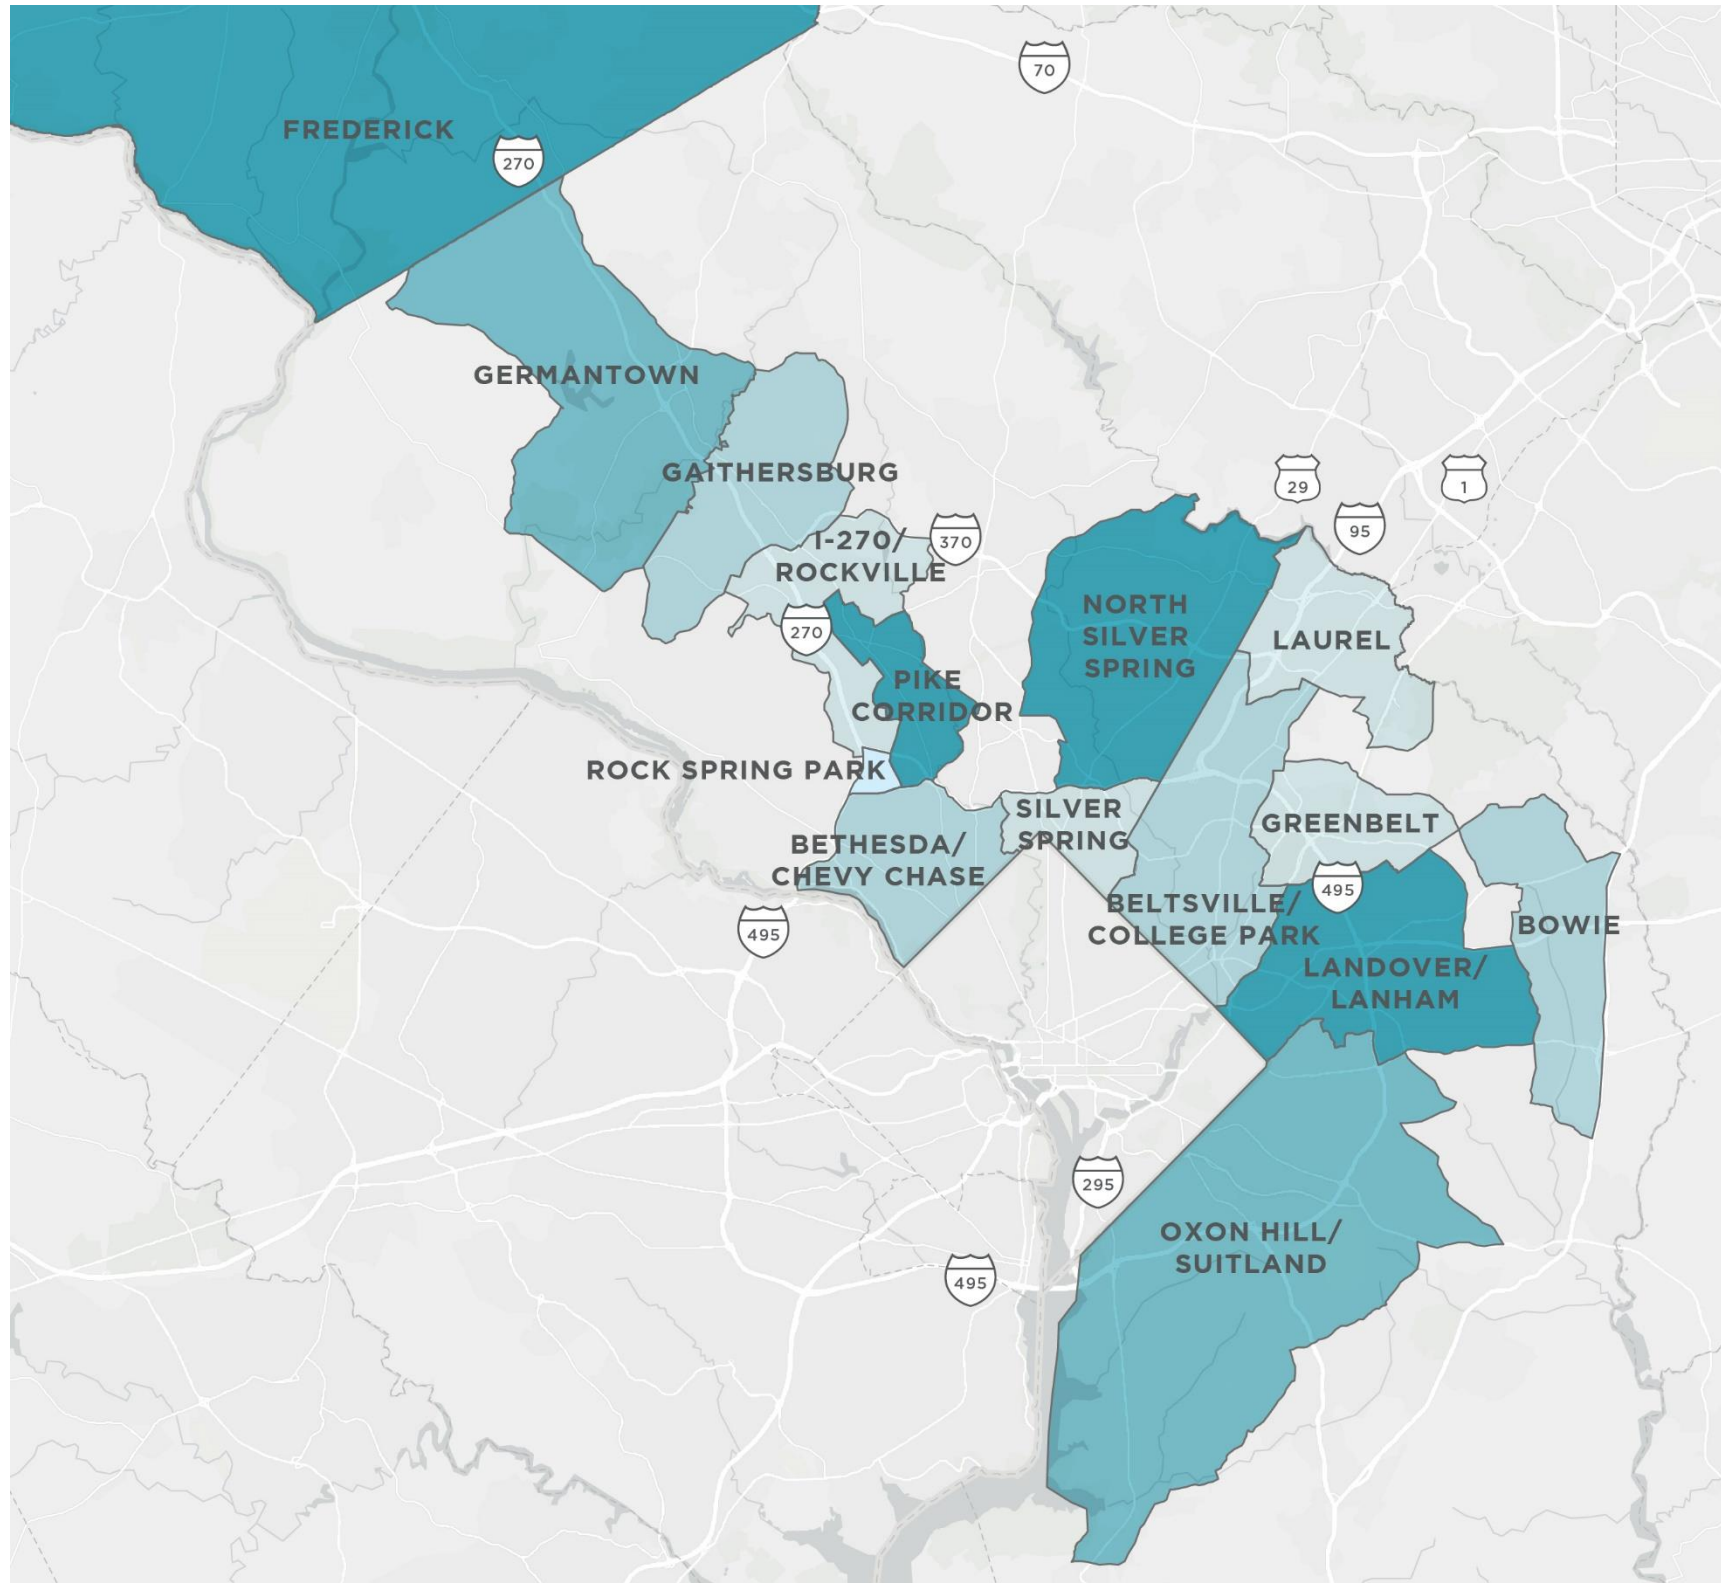 70
FREDERICK
270
GERMANTOWN
GAITHERSBURG
29
1
95
I-270/
ROCKVILLE
370
NORTH
SILVER
SPRING
270
LAUREL
PIKE
CORRIDOR
ROCK SPRING PARK
SILVER
SPRING
GREENBELT
BETHESDA/
CHEVY CHASE
495
BELTSVILLE/
COLLEGE PARK
BOWIE
495
LANDOVER/
LANHAM
295
OXON HILL/
SUITLAND
495